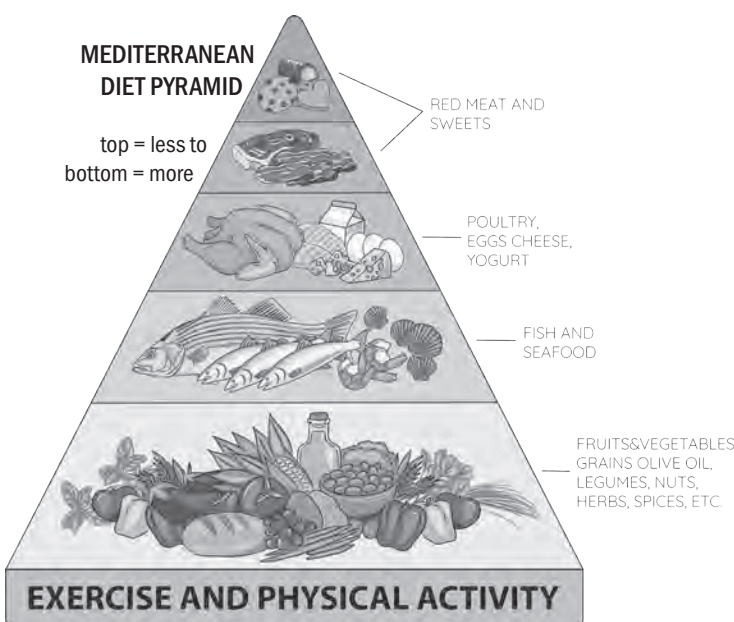 MEDITERRANEAN
DIET PYRAMID
top = less to
bottom = more
RED MEAT AND
SWEETS
POULTRY,
EGGS CHEESE,
YOGURT
FISH AND
SEAFOOD
FRUITS&VEGETABLES
GRAINS OLIVE OIL,
LEGUMES, NUTS,
HERBS, SPICES, ETC.
EXERCISE AND PHYSICAL ACTIVITY